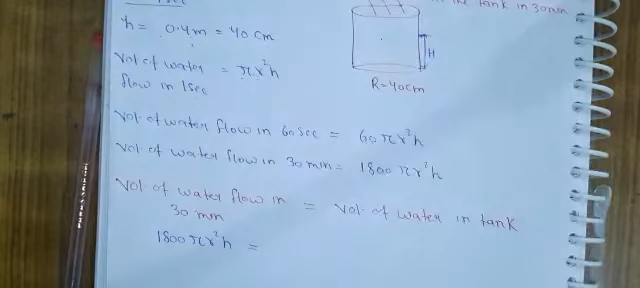 the tank in 30min
h = 0.4m = 40 cm
H
R=40cm
Vol of water = πr²h
flow in 1sec
Vol. of water flow in 60 sec = 60πr²h
Vol. of water flow in 30 min = 1800πr²h
Vol. of water flow in = Vol. of water in tank
30 min
1800πr²h =